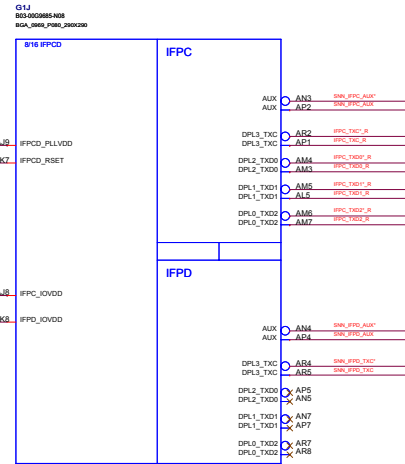 G1J
B03-00G9885-N08
BGA_0969_P080_290X290
8/16 IFPCD
IFPC
AUX AN3 SNN_IFPC_AUX*
AUX AP2 SNN_IFPC_AUX
DPL3_TXC AR2 IFPC_TXC*_R
DPL3_TXC AP1 IFPC_TXC_R
J9 IFPCD_PLLVDD
K7 IFPCD_RSET
DPL2_TXD0 AM4 IFPC_TXD0*_R
DPL2_TXD0 AM3 IFPC_TXD0_R
DPL1_TXD1 AM5 IFPC_TXD1*_R
DPL1_TXD1 AL5 IFPC_TXD1_R
DPL0_TXD2 AM6 IFPC_TXD2*_R
DPL0_TXD2 AM7 IFPC_TXD2_R
IFPD
J8 IFPC_IOVDD
K8 IFPD_IOVDD
AUX AN4 SNN_IFPD_AUX*
AUX AP4 SNN_IFPD_AUX
DPL3_TXC AR4 SNN_IFPD_TXC*
DPL3_TXC AR5 SNN_IFPD_TXC
DPL2_TXD0 AP5
DPL2_TXD0 AN5
DPL1_TXD1 AN7
DPL1_TXD1 AP7
DPL0_TXD2 AR7
DPL0_TXD2 AR8